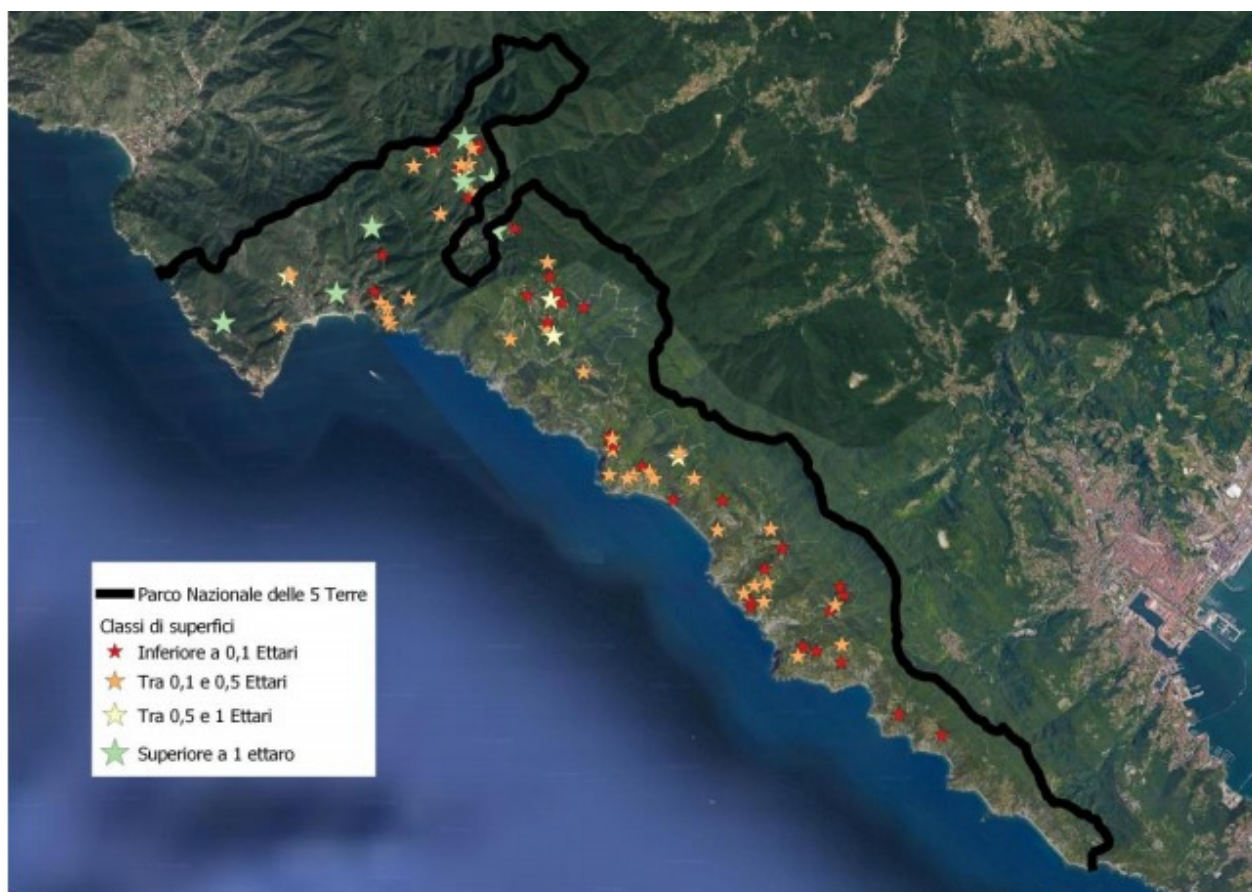 Parco Nazionale delle 5 Terre
Classi di superfici
Inferiore a 0,1 Ettari
Tra 0,1 e 0,5 Ettari
Tra 0,5 e 1 Ettari
Superiore a 1 ettaro